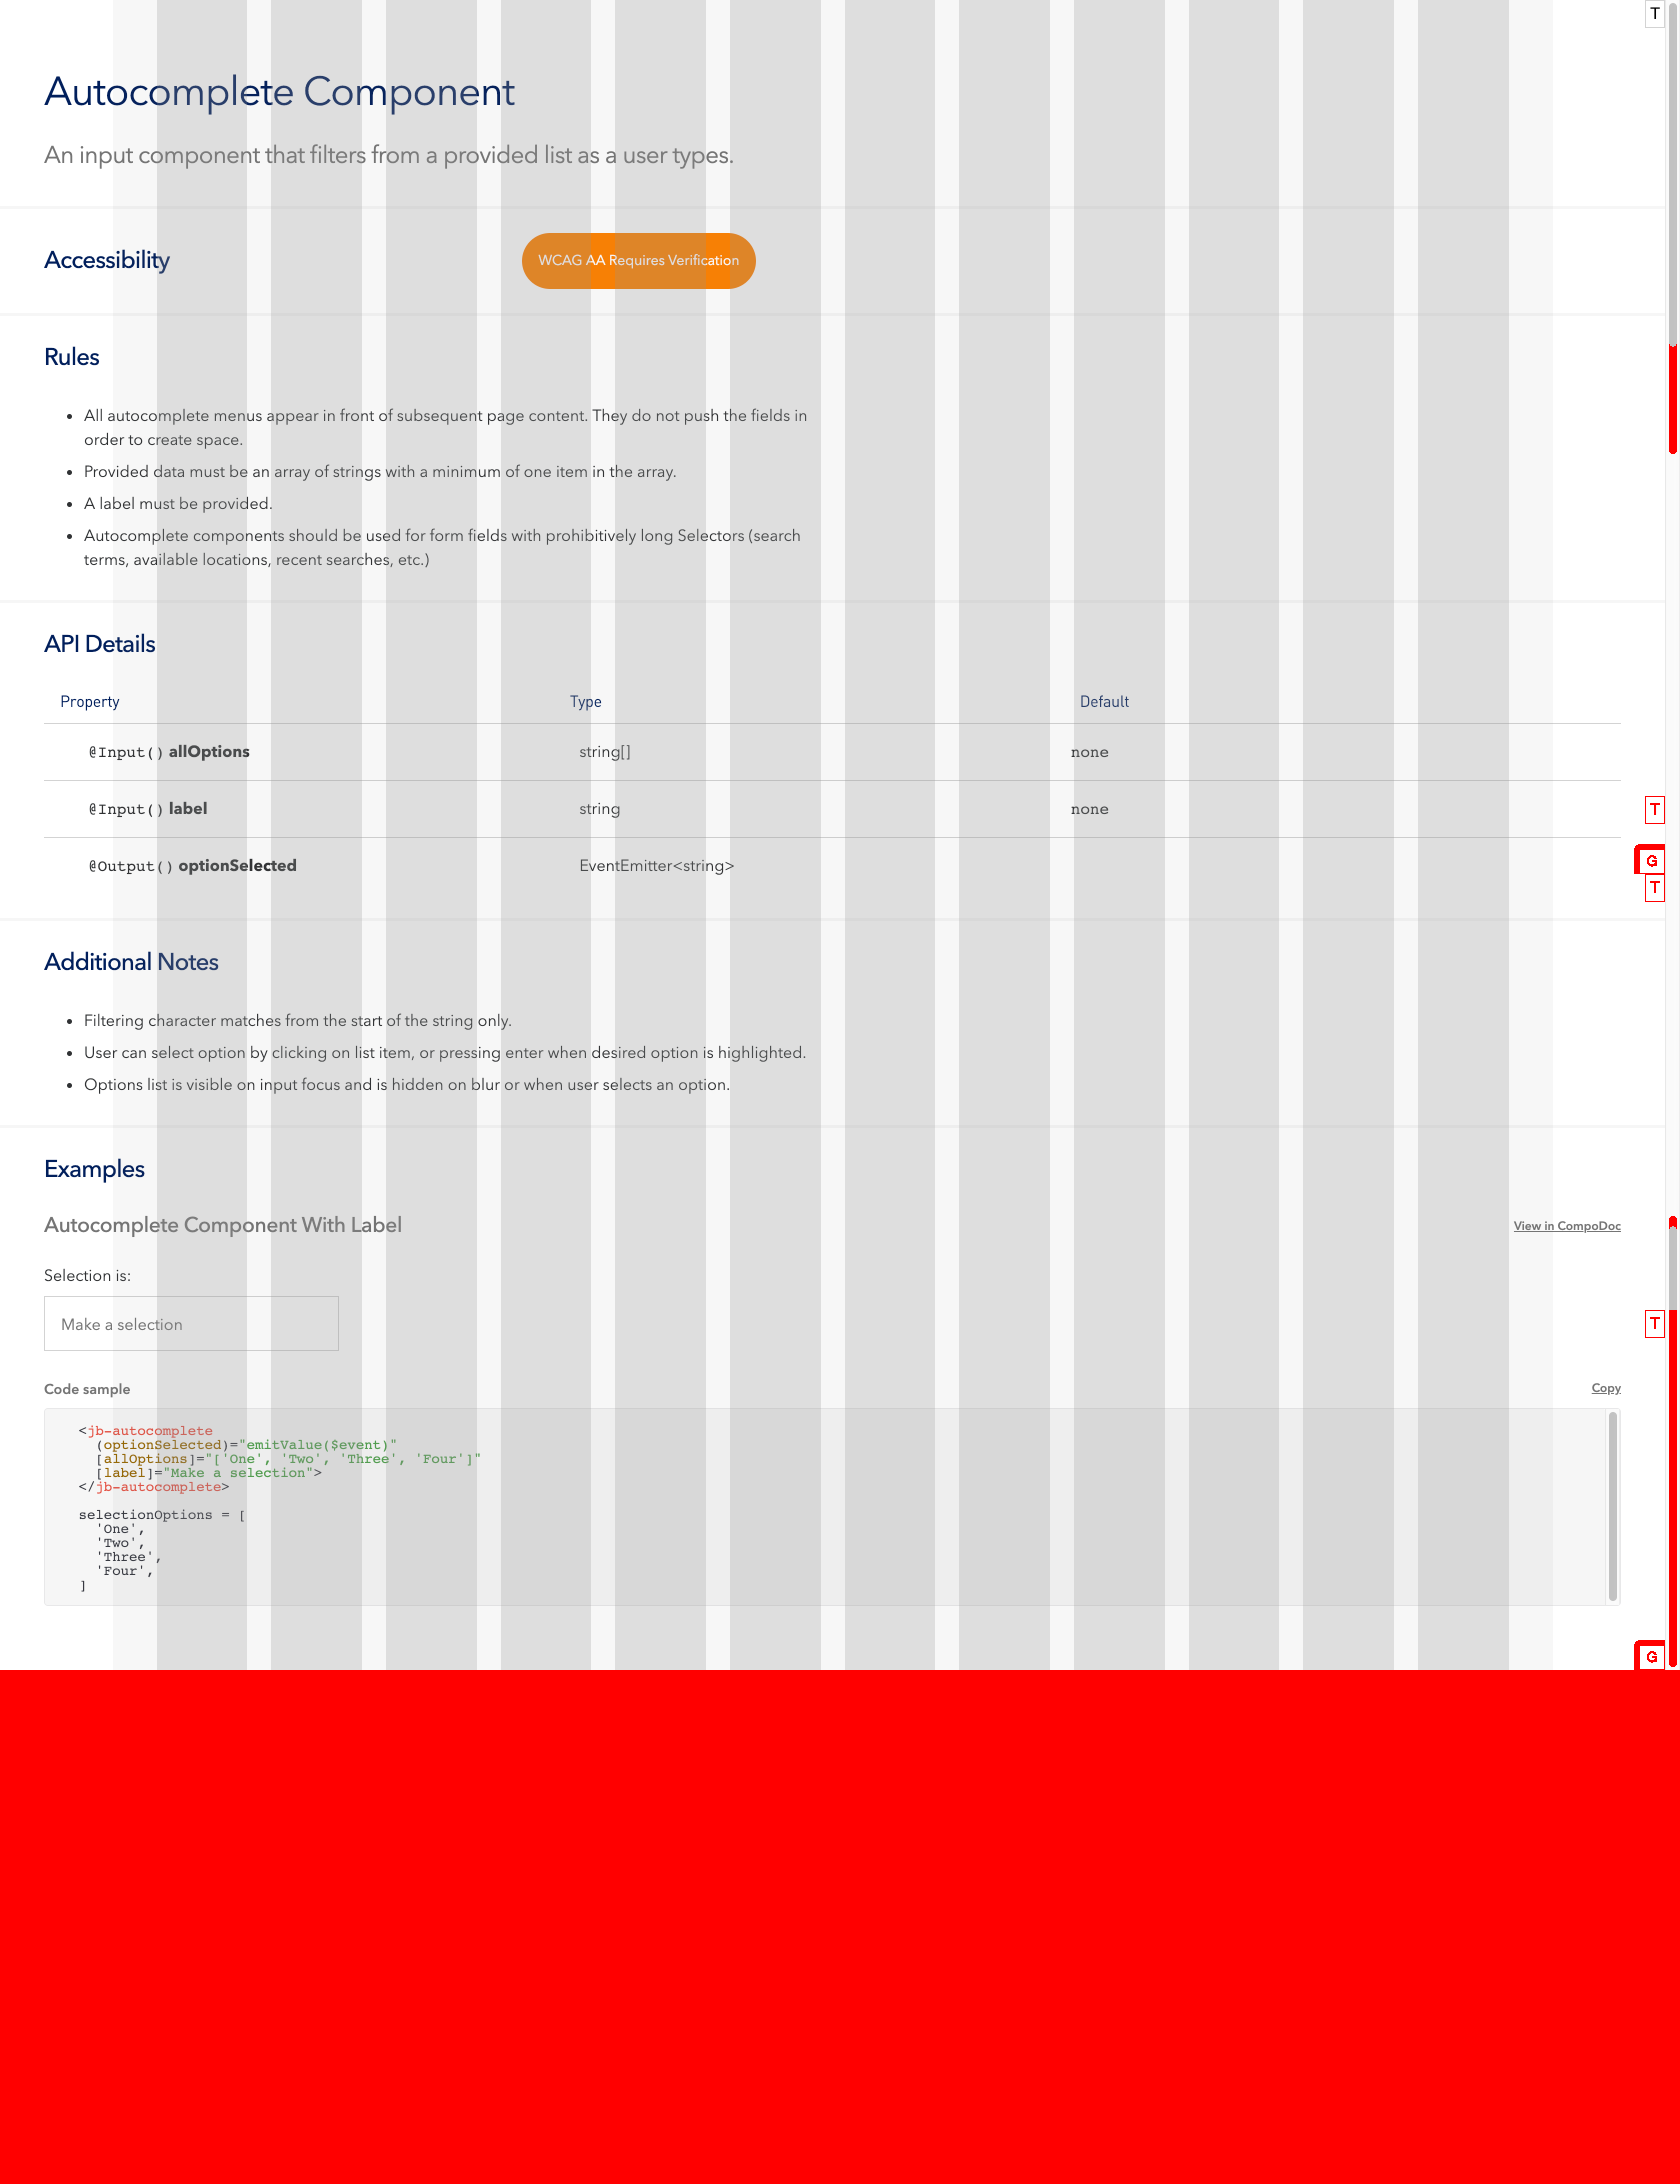 T
Autocomplete Component
An input component that filters from a provided list as a user types.
Accessibility
WCAG AA Requires Verification
Rules
All autocomplete menus appear in front of subsequent page content. They do not push the fields in
order to create space.
Provided data must be an array of strings with a minimum of one item in the array.
A label must be provided.
Autocomplete components should be used for form fields with prohibitively long Selectors (search
terms, available locations, recent searches, etc.)
API Details
Property Type Default
@Input() allOptions string[] none
@Input() label string none
T
@Output() optionSelected EventEmitter<string>
G
T
Additional Notes
Filtering character matches from the start of the string only.
User can select option by clicking on list item, or pressing enter when desired option is highlighted.
Options list is visible on input focus and is hidden on blur or when user selects an option.
Examples
Autocomplete Component With Label
View in CompoDoc
Selection is:
Make a selection
T
Code sample
Copy
<jb-autocomplete
(optionSelected)="emitValue($event)"
[allOptions]="['One', 'Two', 'Three', 'Four']"
[label]="Make a selection">
</jb-autocomplete>
selectionOptions = [
'One',
'Two',
'Three',
'Four',
]
G